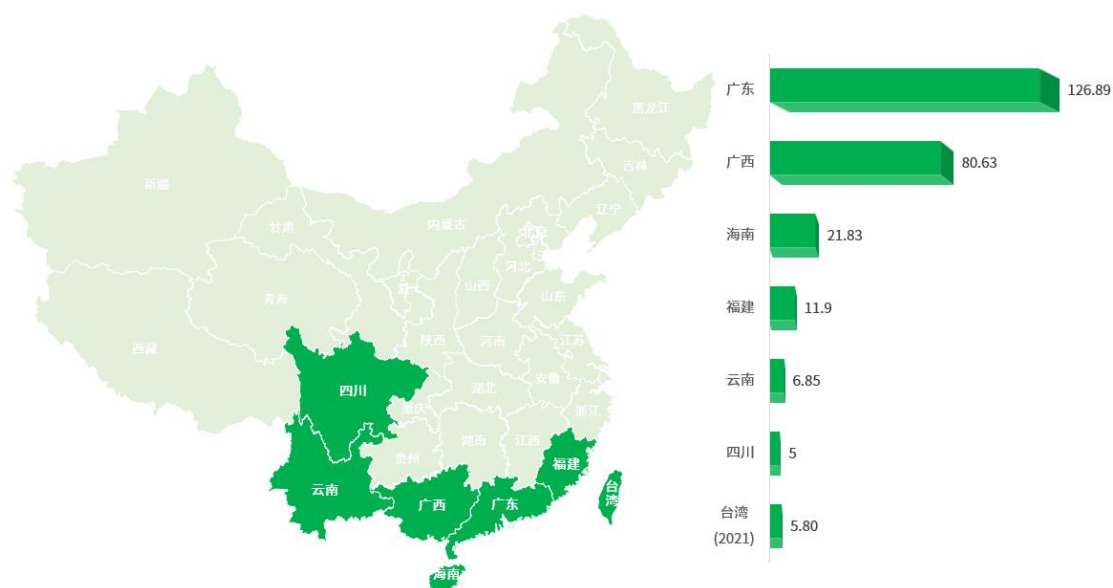 黑龙江
吉林
辽宁
新疆
内蒙古
甘肃
北京
河北
宁夏
山西
山东
青海
陕西
河南
江苏
西藏
安徽
湖北
四川
重庆
浙江
湖南
江西
贵州
福建
云南
广西
广东
台湾
海南
广东 126.89
广西 80.63
海南 21.83
福建 11.9
云南 6.85
四川 5
台湾
(2021) 5.80